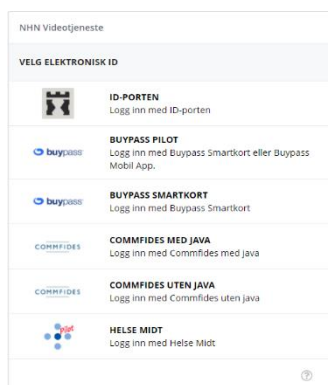 NHN Videotjeneste
VELG ELEKTRONISK ID
ID-PORTEN
Logg inn med ID-porten
buypass
BUYPASS PILOT
Logg inn med Buypass Smartkort eller Buypass
Mobil App.
buypass
BUYPASS SMARTKORT
Logg inn med Buypass Smartkort
COMMFIDES
COMMFIDES MED JAVA
Logg inn med Commfides med java
COMMFIDES
COMMFIDES UTEN JAVA
Logg inn med Commfides uten java
pilot
HELSE MIDT
Logg inn med Helse Midt
?